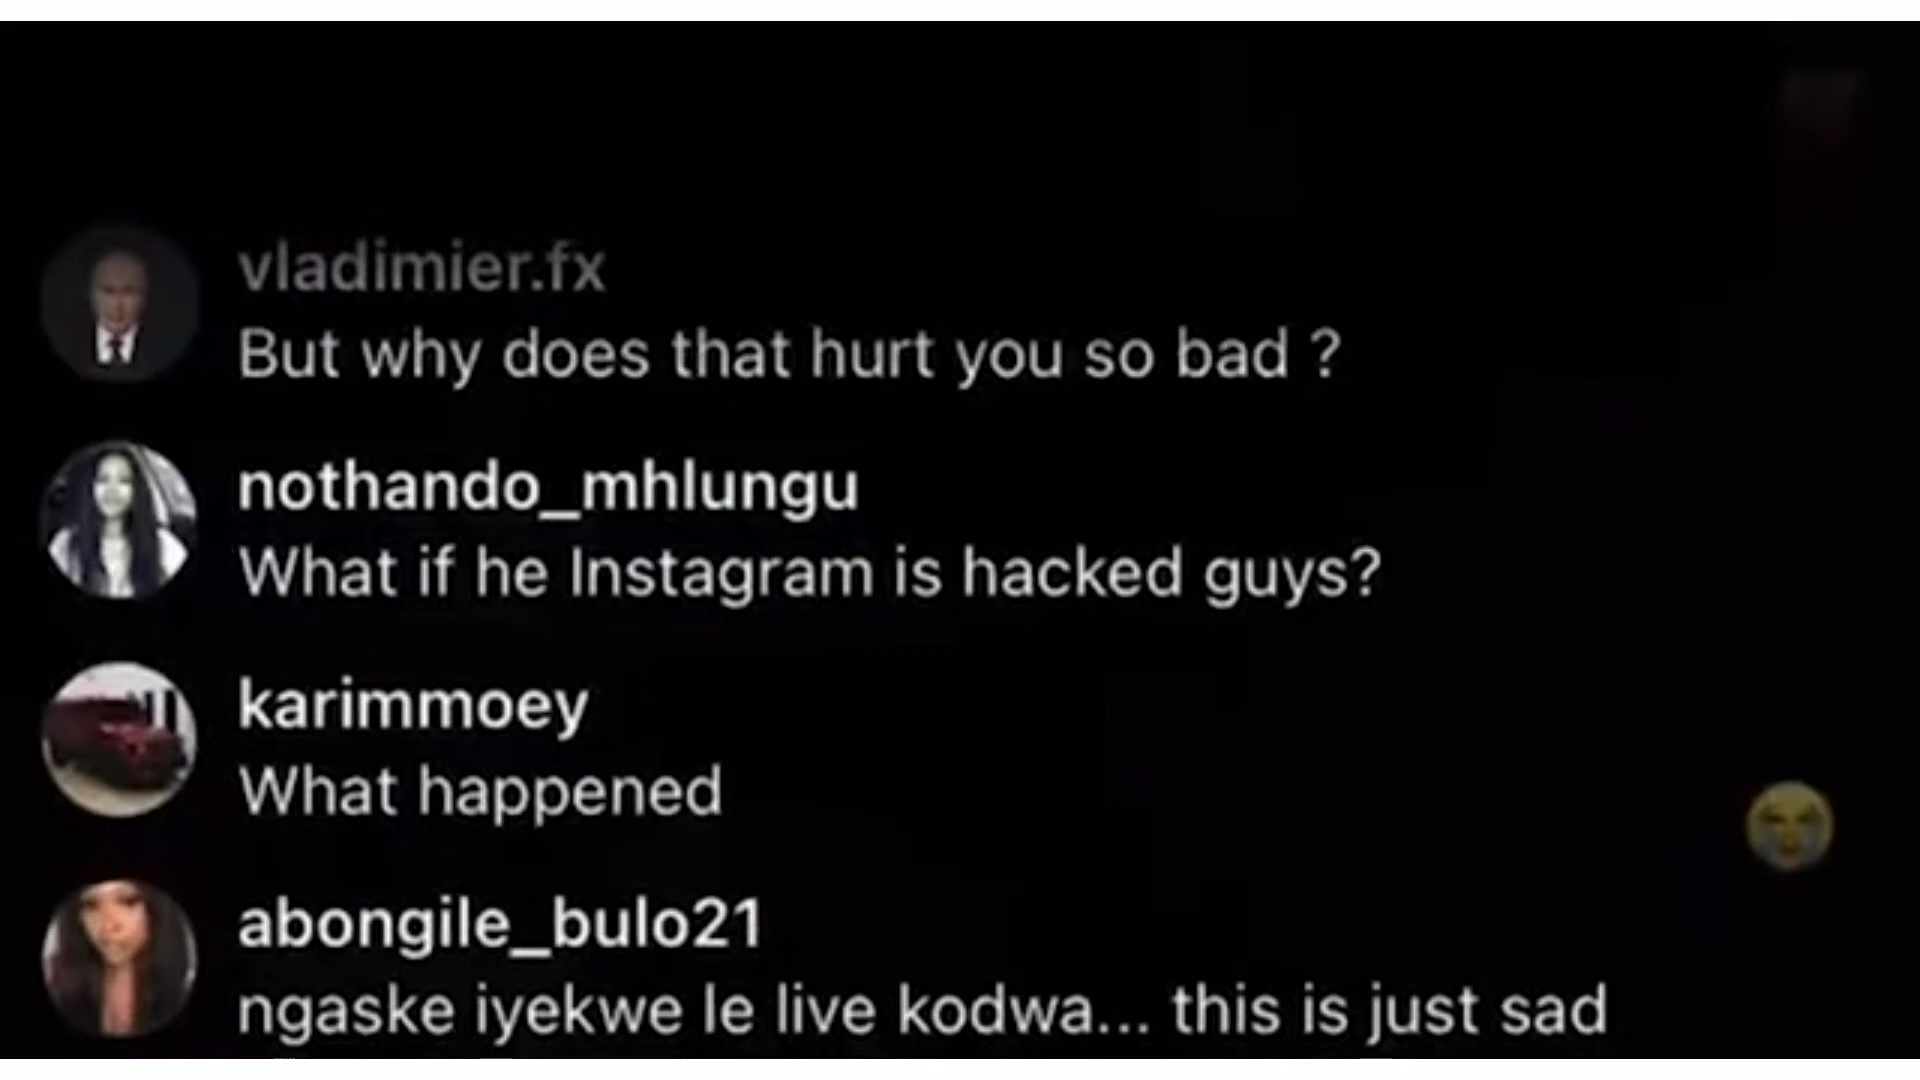 vladimier.fx
But why does that hurt you so bad ?
nothando_mhlungu
What if he Instagram is hacked guys?
karimmoey
What happened
abongile_bulo21
ngaske iyekwe le live kodwa... this is just sad